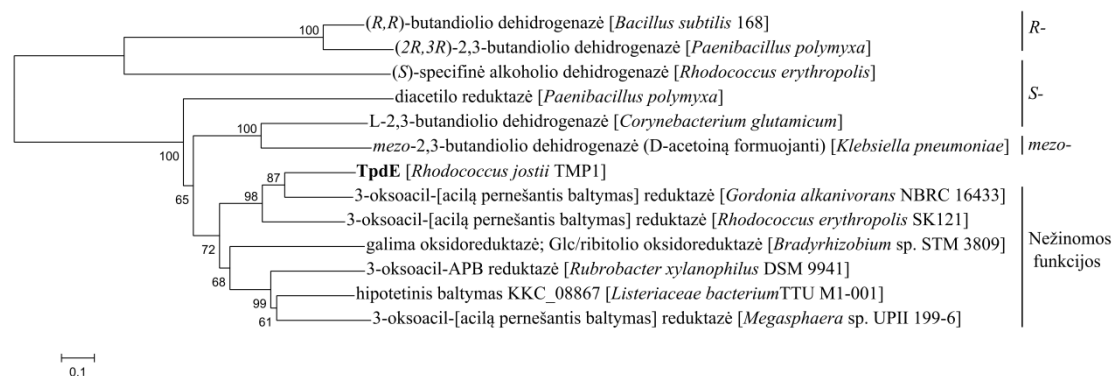 (R,R)-butandiolio dehidrogenazė [Bacillus subtilis 168]
100
R-
(2R,3R)-2,3-butandiolio dehidrogenazė [Paenibacillus polymyxa]
(S)-specifinė alkoholio dehidrogenazė [Rhodococcus erythropolis]
S-
diacetilo reduktazė [Paenibacillus polymyxa]
L-2,3-butandiolio dehidrogenazė [Corynebacterium glutamicum]
100
mezo-2,3-butandiolio dehidrogenazė (D-acetoiną formuojanti) [Klebsiella pneumoniae]
mezo-
100
TpdE [Rhodococcus jostii TMP1]
87
65
3-oksoacil-[acilą pernešantis baltymas] reduktazė [Gordonia alkanivorans NBRC 16433]
98
3-oksoacil-[acilą pernešantis baltymas] reduktazė [Rhodococcus erythropolis SK121]
72
galima oksidoreduktazė; Glc/ribitolio oksidoreduktazė [Bradyrhizobium sp. STM 3809]
Nežinomos
funkcijos
68
3-oksoacil-APB reduktazė [Rubrobacter xylanophilus DSM 9941]
hipotetinis baltymas KKC_08867 [Listeriaceae bacteriumTTU M1-001]
99
61
3-oksoacil-[acilą pernešantis baltymas] reduktazė [Megasphaera sp. UPII 199-6]
0.1